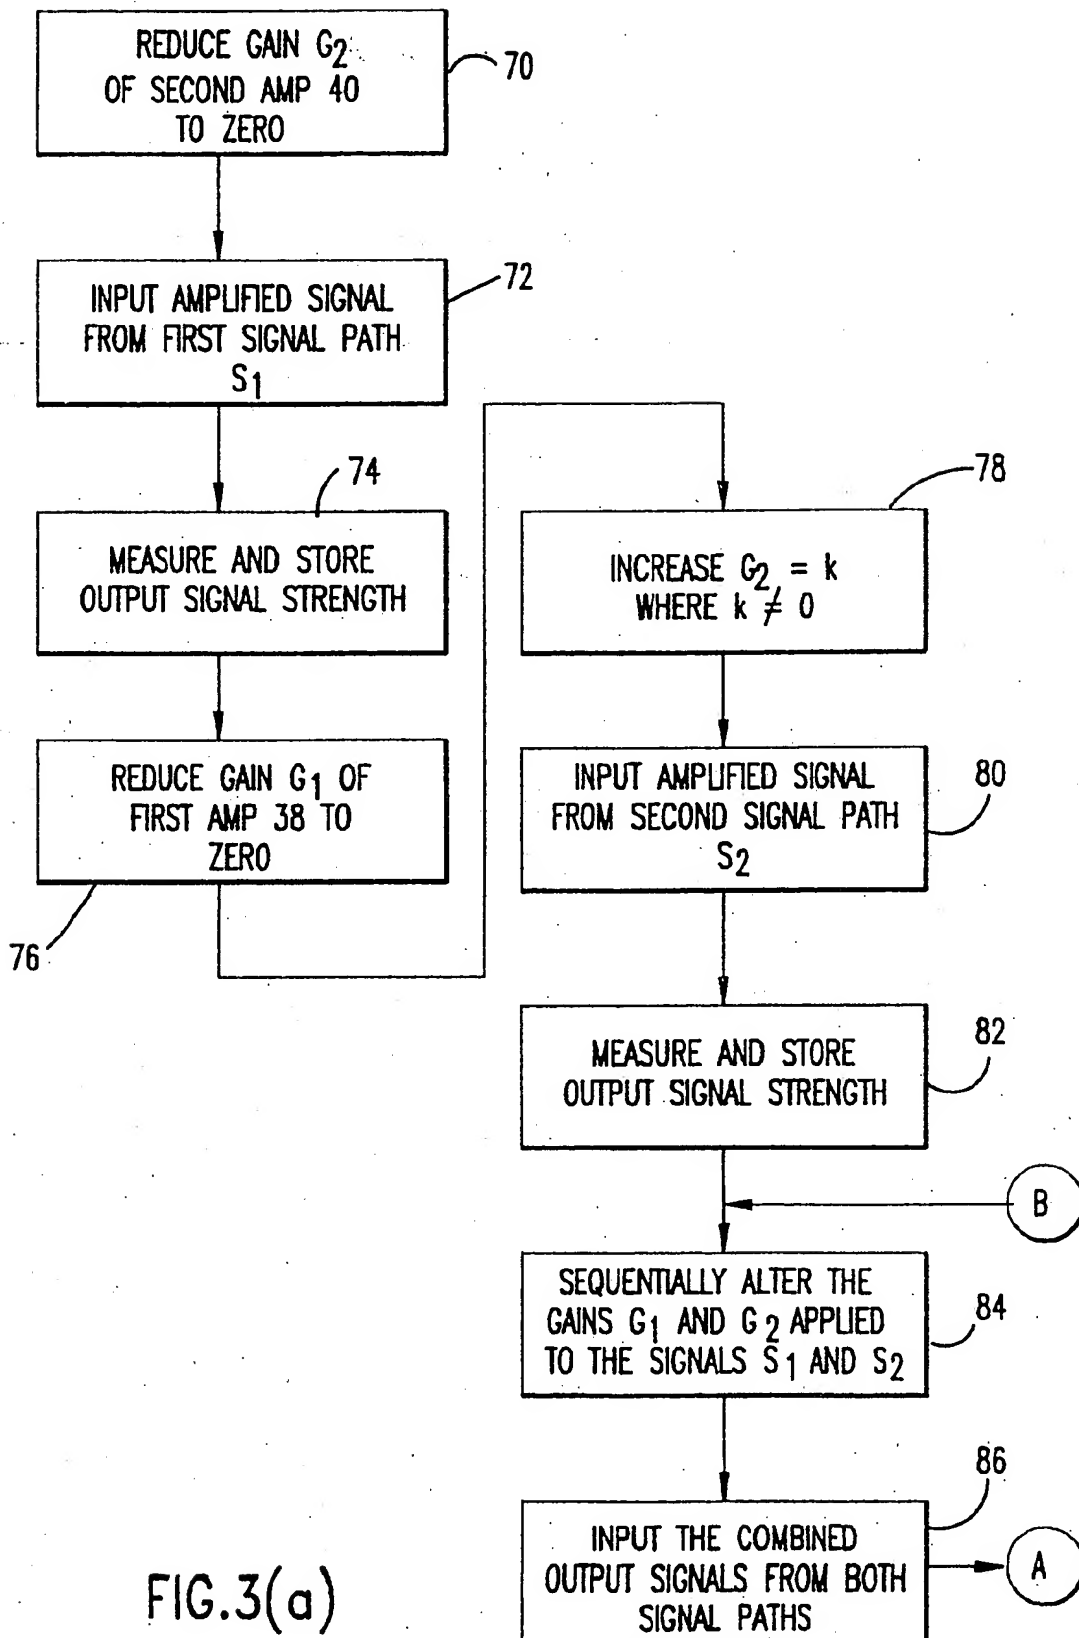 REDUCE GAIN G2
OF SECOND AMP 40
TO ZERO
70
INPUT AMPLIFIED SIGNAL
FROM FIRST SIGNAL PATH
S1
72
74
MEASURE AND STORE
OUTPUT SIGNAL STRENGTH
REDUCE GAIN G1 OF
FIRST AMP 38 TO
ZERO
76
78
INCREASE G2 = k
WHERE k ≠ 0
INPUT AMPLIFIED SIGNAL
FROM SECOND SIGNAL PATH
S2
80
MEASURE AND STORE
OUTPUT SIGNAL STRENGTH
82
B
SEQUENTIALLY ALTER THE
GAINS G1 AND G2 APPLIED
TO THE SIGNALS S1 AND S2
84
86
INPUT THE COMBINED
OUTPUT SIGNALS FROM BOTH
SIGNAL PATHS
A
FIG.3(a)